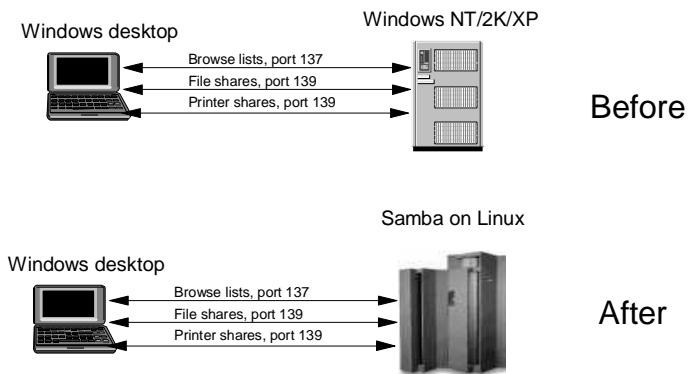 Windows NT/2K/XP
Windows desktop
Browse lists, port 137
File shares, port 139
Printer shares, port 139
Before
Samba on Linux
Windows desktop
Browse lists, port 137
File shares, port 139
Printer shares, port 139
After